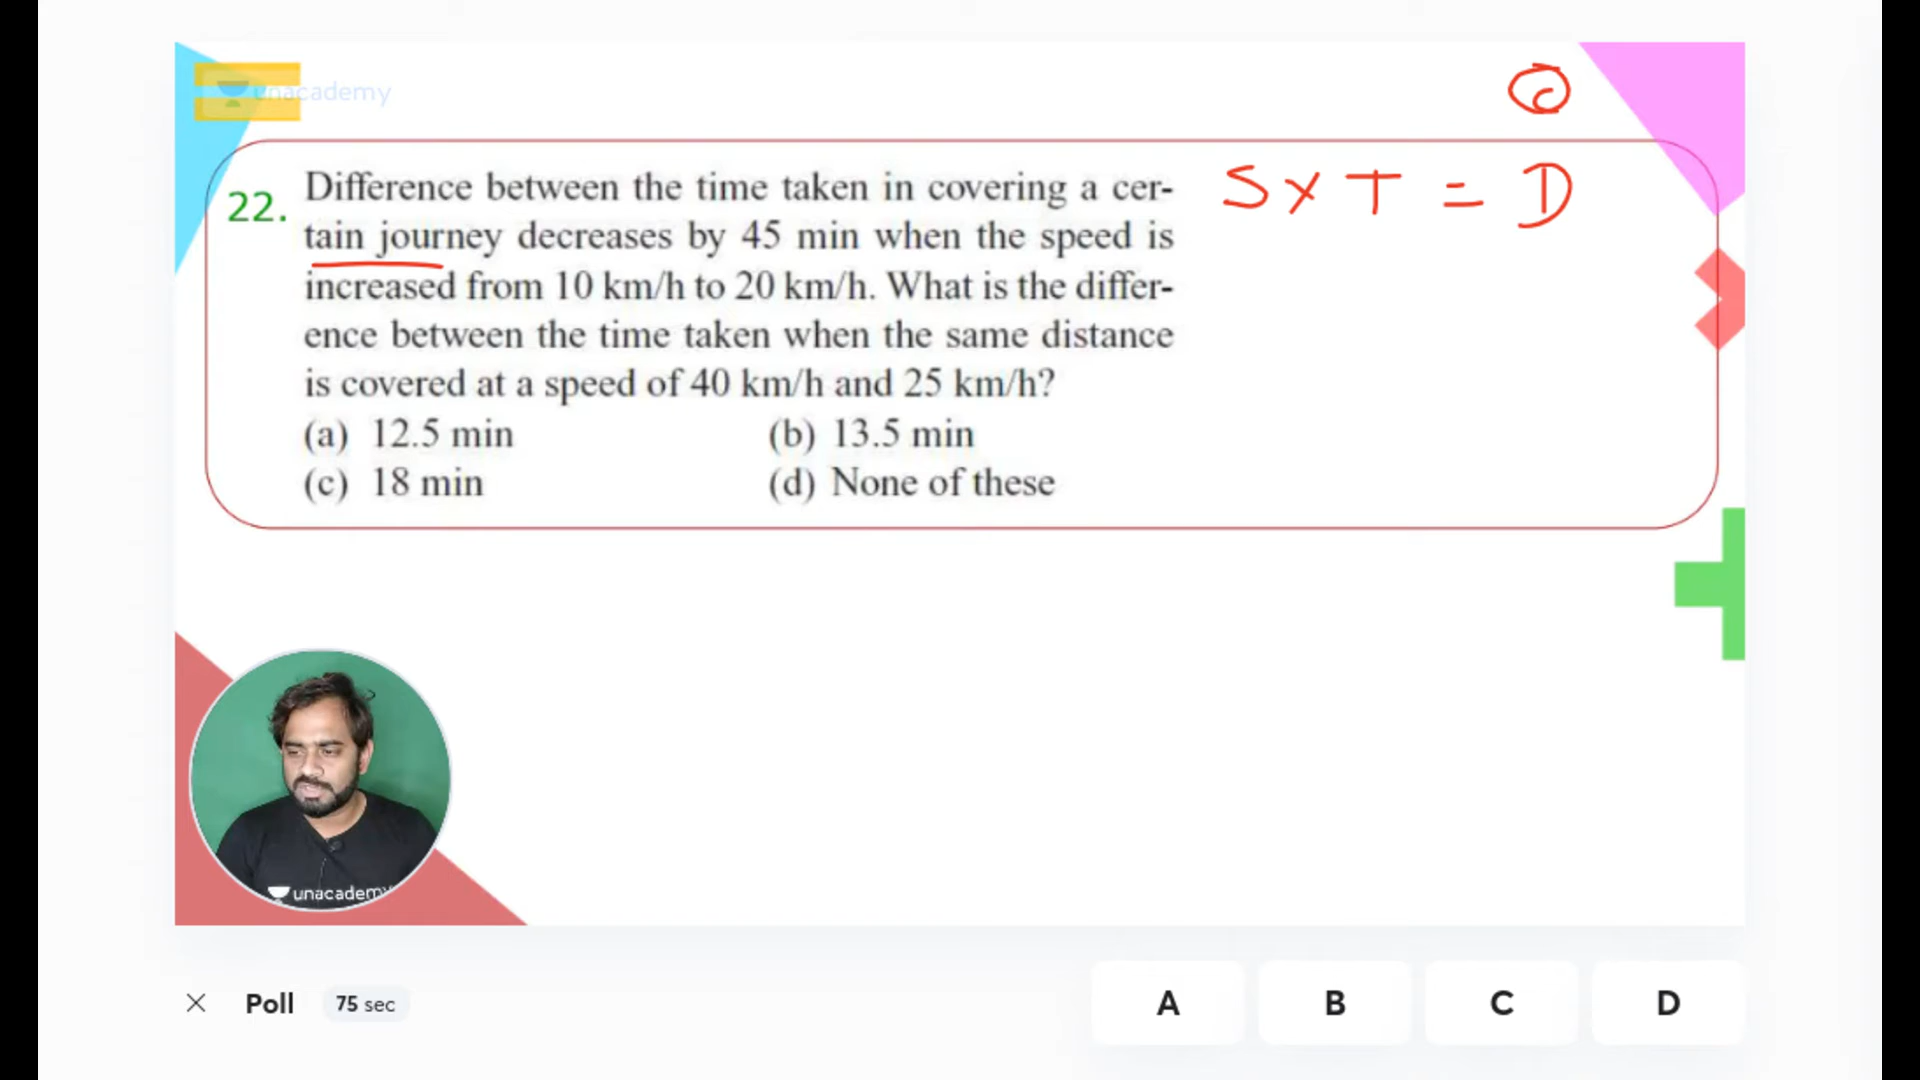 unacademy
C
22. Difference between the time taken in covering a cer-
tain journey decreases by 45 min when the speed is
increased from 10 km/h to 20 km/h. What is the differ-
ence between the time taken when the same distance
is covered at a speed of 40 km/h and 25 km/h?
(a) 12.5 min (b) 13.5 min
(c) 18 min (d) None of these
S X T = D
unacademy
Poll 75 sec A B C D